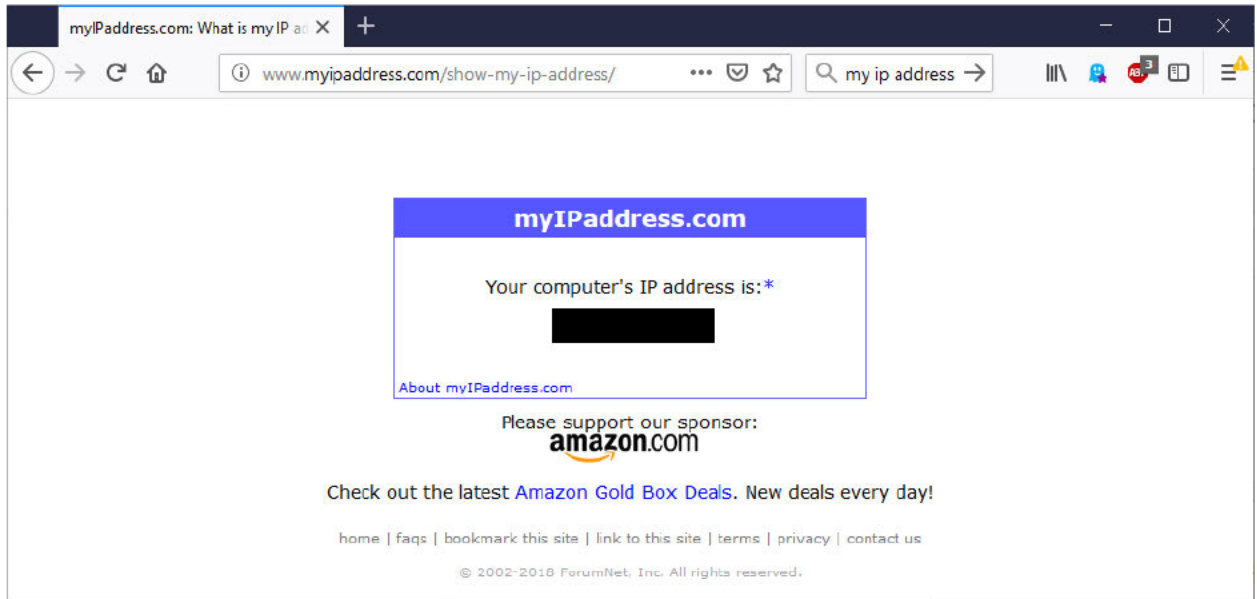 myIPaddress.com: What is my IP ad
www.myipaddress.com/show-my-ip-address/
my ip address
ABP
3
myIPaddress.com
Your computer's IP address is:*
About myIPaddress.com
Please support our sponsor:
amazon.com
Check out the latest Amazon Gold Box Deals. New deals every day!
home | faqs | bookmark this site | link to this site | terms | privacy | contact us
© 2002-2018 ForumNet, Inc. All rights reserved.